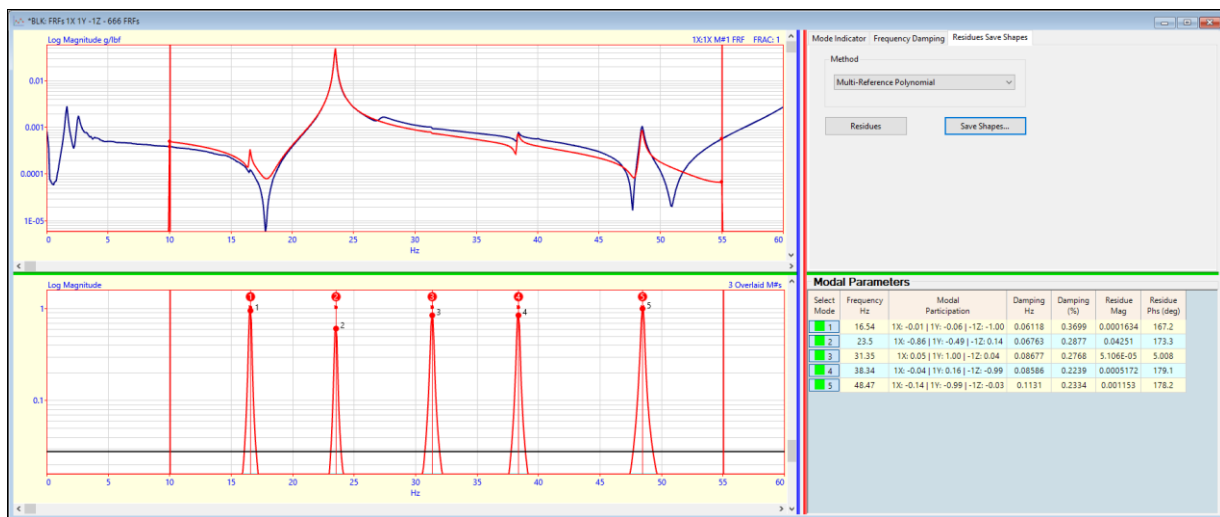 *BLK: FRFs 1X 1Y -1Z - 666 FRFs
Log Magnitude g/lbf 1X:1X M#1 FRF FRAC: 1
0.01
0.001
0.0001
1E-05
0 5 10 15 20 25 30 35 40 45 50 55 60
Hz
Log Magnitude 3 Overlaid M#s
1 2 3 4 5
1 2 3 4 5
1
0.1
0 5 10 15 20 25 30 35 40 45 50 55 60
Hz
Mode Indicator Frequency Damping Residues Save Shapes
Method
Multi-Reference Polynomial
Residues Save Shapes...
Modal Parameters
Select Mode Frequency Hz Modal Participation Damping Hz Damping (%) Residue Mag Residue Phs (deg)
1 16.54 1X: -0.01 | 1Y: -0.06 | -1Z: -1.00 0.06118 0.3699 0.0001634 167.2
2 23.5 1X: -0.86 | 1Y: -0.49 | -1Z: 0.14 0.06763 0.2877 0.04251 173.3
3 31.35 1X: 0.05 | 1Y: 1.00 | -1Z: 0.04 0.08677 0.2768 5.106E-05 5.008
4 38.34 1X: -0.04 | 1Y: 0.16 | -1Z: -0.99 0.08586 0.2239 0.0005172 179.1
5 48.47 1X: -0.14 | 1Y: -0.99 | -1Z: -0.03 0.1131 0.2334 0.001153 178.2